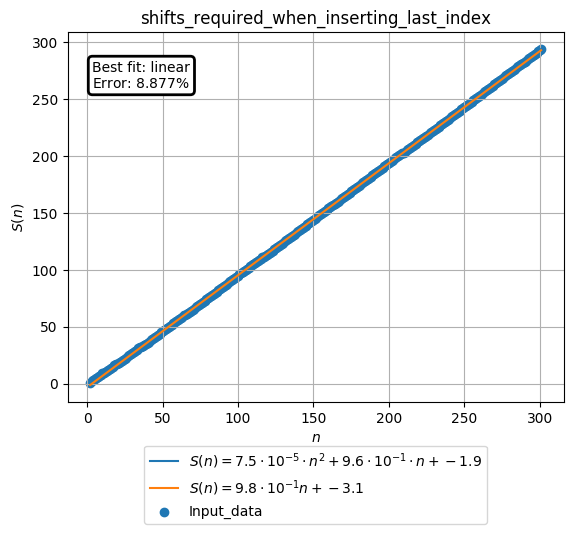 shifts_required_when_inserting_last_index
300
250
200
150
100
50
0
Best fit: linear
Error: 8.877%
S(n)
0 50 100 150 200 250 300
n
S(n) = 7.5 · 10⁻⁵ · n² + 9.6 · 10⁻¹ · n + −1.9
S(n) = 9.8 · 10⁻¹n + −3.1
Input_data